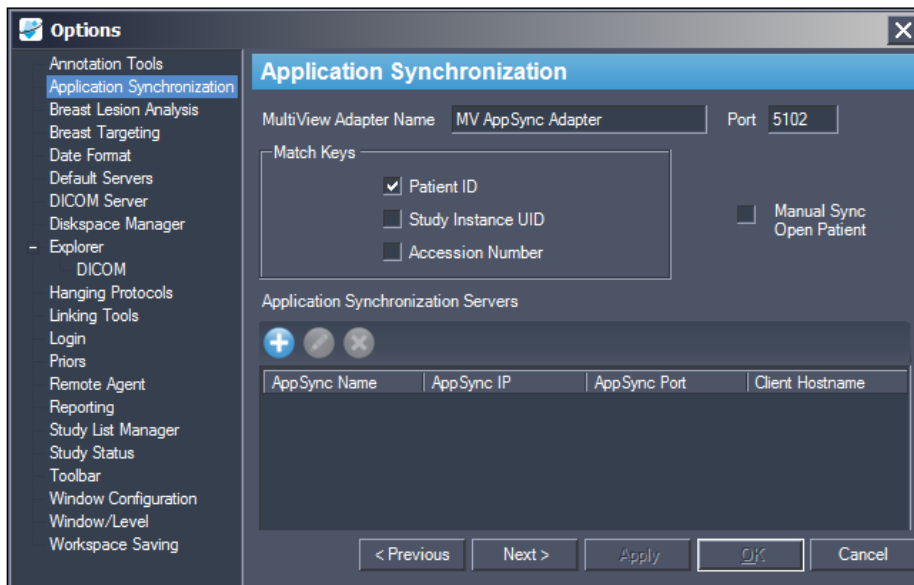 Options
Annotation Tools
Application Synchronization
Breast Lesion Analysis
Breast Targeting
Date Format
Default Servers
DICOM Server
Diskspace Manager
Explorer
DICOM
Hanging Protocols
Linking Tools
Login
Priors
Remote Agent
Reporting
Study List Manager
Study Status
Toolbar
Window Configuration
Window/Level
Workspace Saving
Application Synchronization
MultiView Adapter Name MV AppSync Adapter Port 5102
Match Keys
Patient ID
Study Instance UID
Accession Number
Manual Sync
Open Patient
Application Synchronization Servers
AppSync Name AppSync IP AppSync Port Client Hostname
< Previous Next > Apply OK Cancel